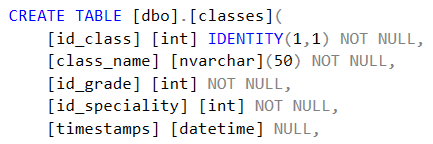 CREATE TABLE [dbo].[classes](
[id_class] [int] IDENTITY(1,1) NOT NULL,
[class_name] [nvarchar](50) NOT NULL,
[id_grade] [int] NOT NULL,
[id_speciality] [int] NOT NULL,
[timestamps] [datetime] NULL,